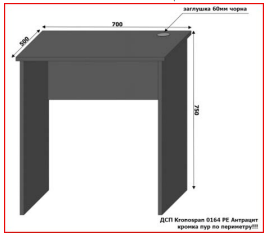 заглушка 60мм чорна
700
500
750
ДСП Kronospan 0164 PE Антрацит
кромка пур по периметру!!!